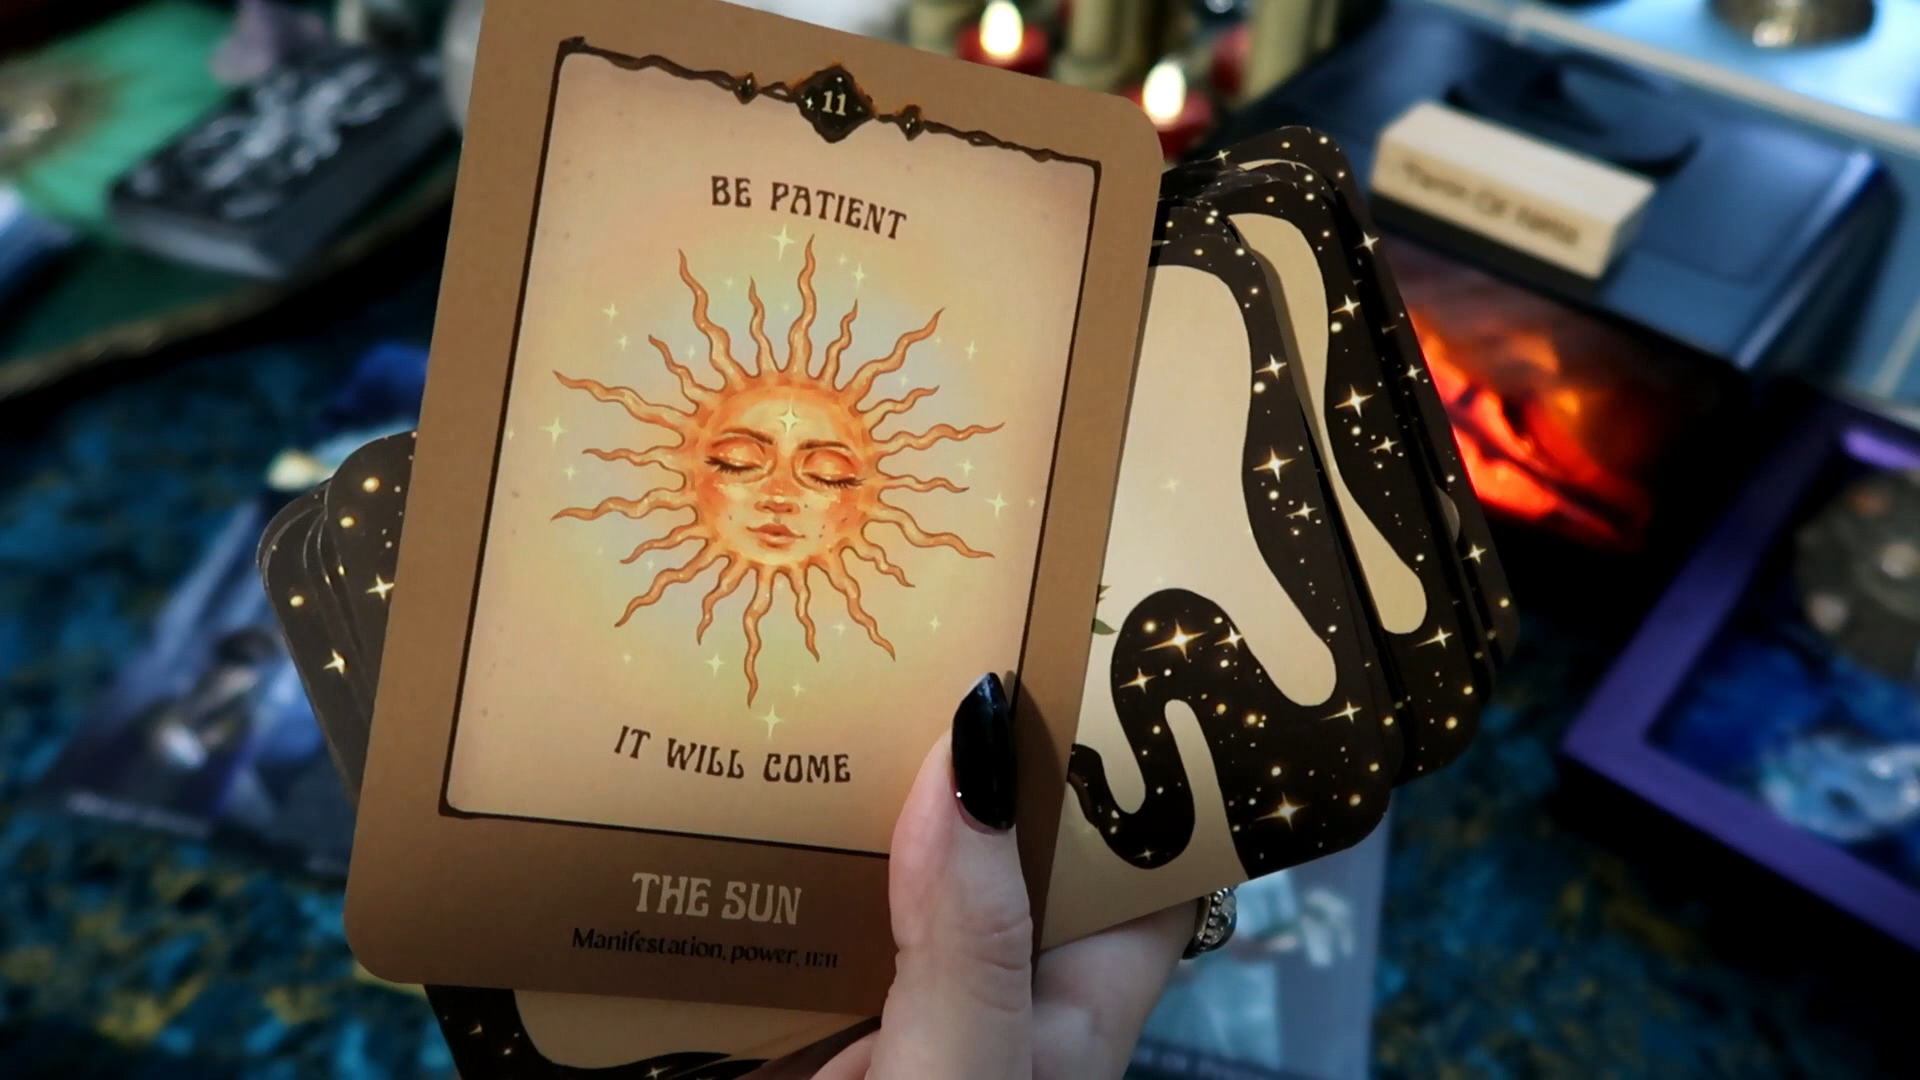 11
BE PATIENT
IT WILL COME
THE SUN
Manifestation, power, 11:11